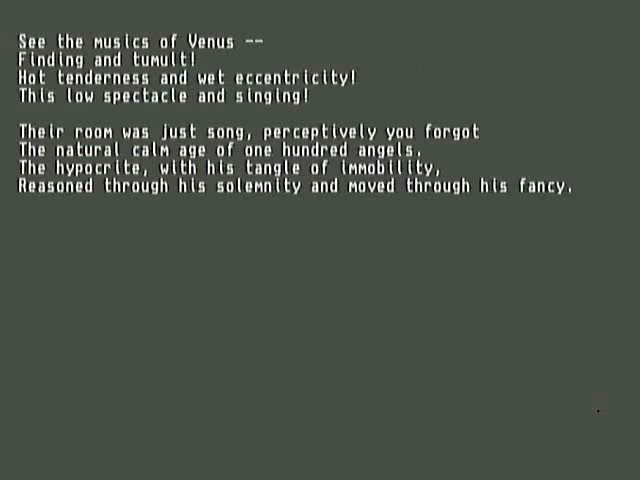 See the musics of Venus --
Finding and tumult!
Hot tenderness and wet eccentricity!
This low spectacle and singing!
Their room was just song, perceptively you forgot
The natural calm age of one hundred angels.
The hypocrite, with his tangle of immobility,
Reasoned through his solemnity and moved through his fancy.